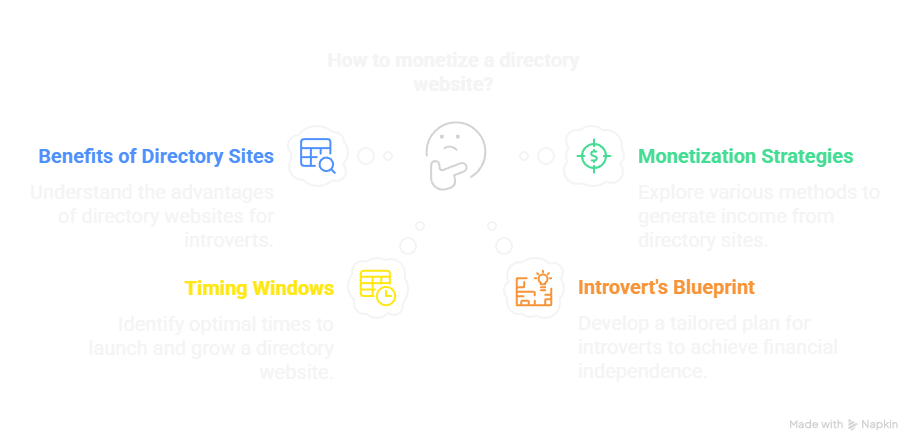 How to monetize a directory
website?
Benefits of Directory Sites
Understand the advantages
of directory websites for
introverts.
Monetization Strategies
Explore various methods to
generate income from
directory sites.
Timing Windows
Identify optimal times to
launch and grow a directory
website.
Introvert's Blueprint
Develop a tailored plan for
introverts to achieve financial
independence.
Made with Napkin